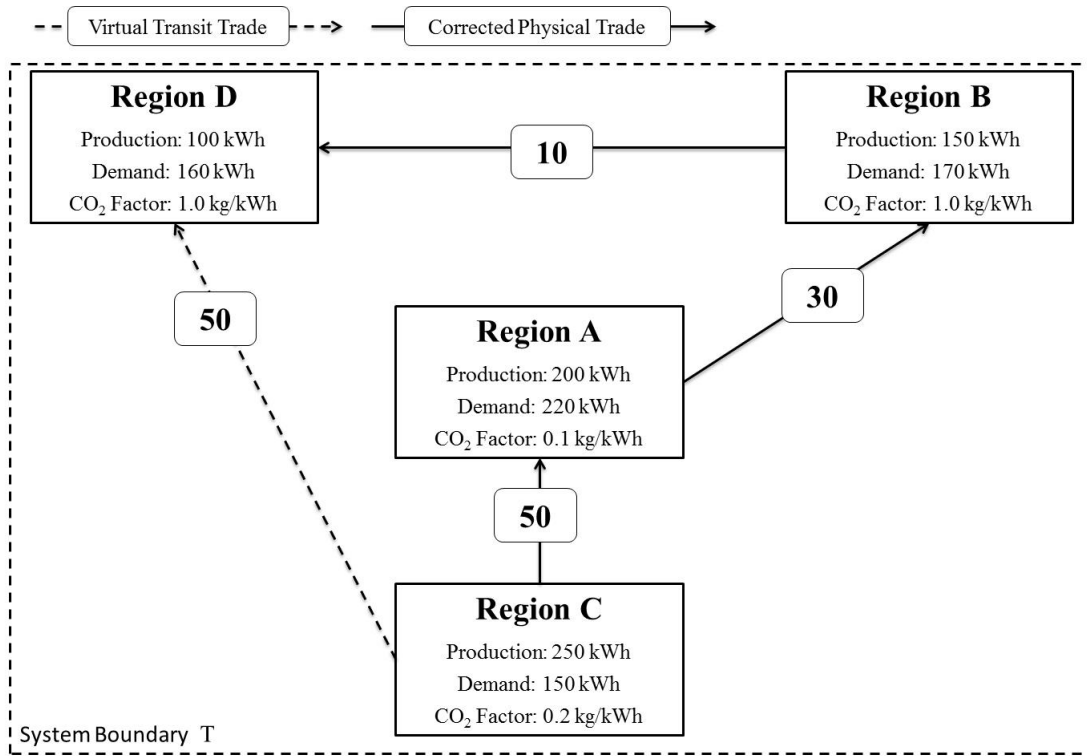 Virtual Transit Trade
Corrected Physical Trade
Region D
Production: 100 kWh
Demand: 160 kWh
CO₂ Factor: 1.0 kg/kWh
10
Region B
Production: 150 kWh
Demand: 170 kWh
CO₂ Factor: 1.0 kg/kWh
50
30
Region A
Production: 200 kWh
Demand: 220 kWh
CO₂ Factor: 0.1 kg/kWh
50
Region C
Production: 250 kWh
Demand: 150 kWh
CO₂ Factor: 0.2 kg/kWh
System Boundary T